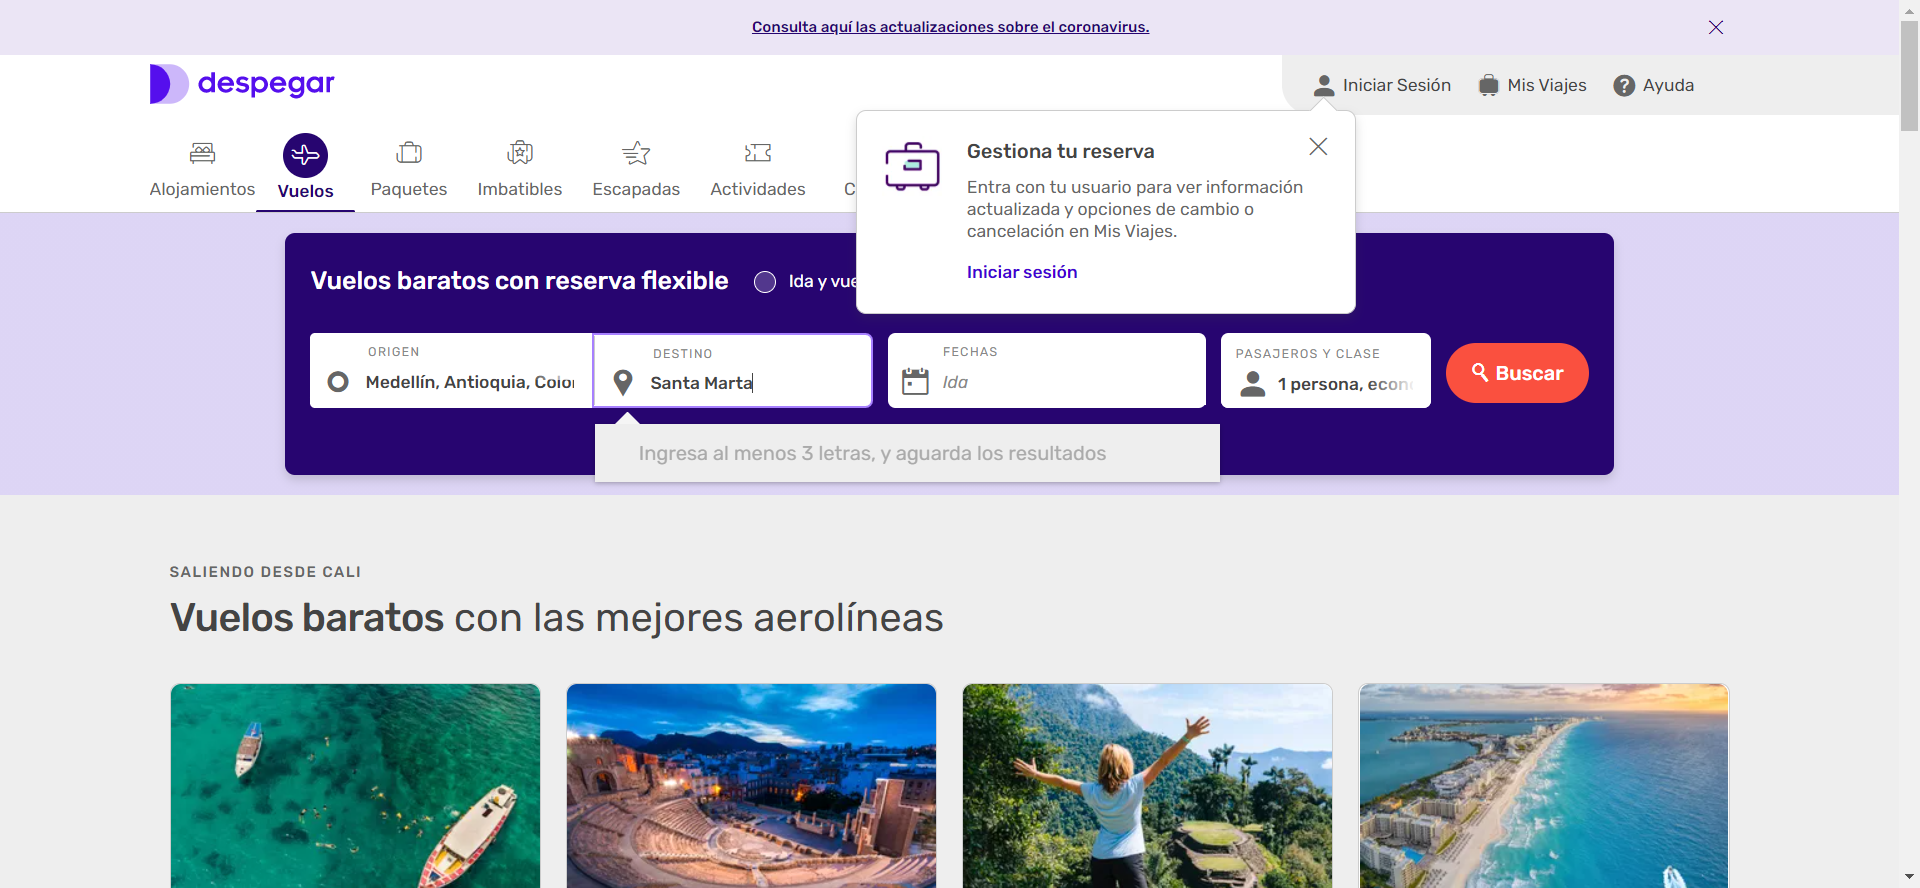 Consulta aquí las actualizaciones sobre el coronavirus.
despegar
Iniciar Sesión
Mis Viajes
Ayuda
Alojamientos
Vuelos
Paquetes
Imbatibles
Escapadas
Actividades
C
Gestiona tu reserva
Entra con tu usuario para ver información
actualizada y opciones de cambio o
cancelación en Mis Viajes.
Iniciar sesión
Vuelos baratos con reserva flexible
Ida y vue
ORIGEN
Medellín, Antioquia, Colo
DESTINO
Santa Marta
FECHAS
Ida
PASAJEROS Y CLASE
1 persona, econ
Buscar
Ingresa al menos 3 letras, y aguarda los resultados
SALIENDO DESDE CALI
Vuelos baratos con las mejores aerolíneas